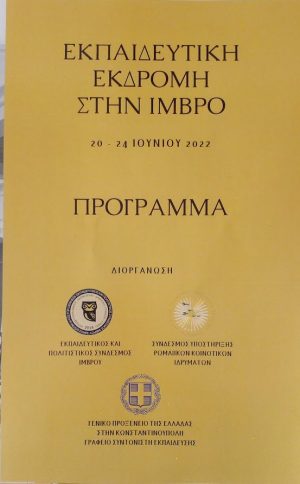 ΕΚΠΑΙΔΕΥΤΙΚΗ
ΕΚΔΡΟΜΗ
ΣΤΗΝ ΙΜΒΡΟ
20 - 24 ΙΟΥΝΙΟΥ 2022
ΠΡΟΓΡΑΜΜΑ
ΔΙΟΡΓΑΝΩΣΗ
ΕΚΠΑΙΔΕΥΤΙΚΟΣ ΚΑΙ
ΠΟΛΙΤΙΣΤΙΚΟΣ ΣΥΝΔΕΣΜΟΣ
ΙΜΒΡΟΥ
ΣΥΝΔΕΣΜΟΣ ΥΠΟΣΤΗΡΙΞΗΣ
ΡΩΜΑΙΙΚΩΝ ΚΟΙΝΟΤΙΚΩΝ
ΙΔΡΥΜΑΤΩΝ
ΓΕΝΙΚΟ ΠΡΟΞΕΝΕΙΟ ΤΗΣ ΕΛΛΑΔΑΣ
ΣΤΗΝ ΚΩΝΣΤΑΝΤΙΝΟΥΠΟΛΗ
ΓΡΑΦΕΙΟ ΣΥΝΤΟΝΙΣΤΗ ΕΚΠΑΙΔΕΥΣΗΣ